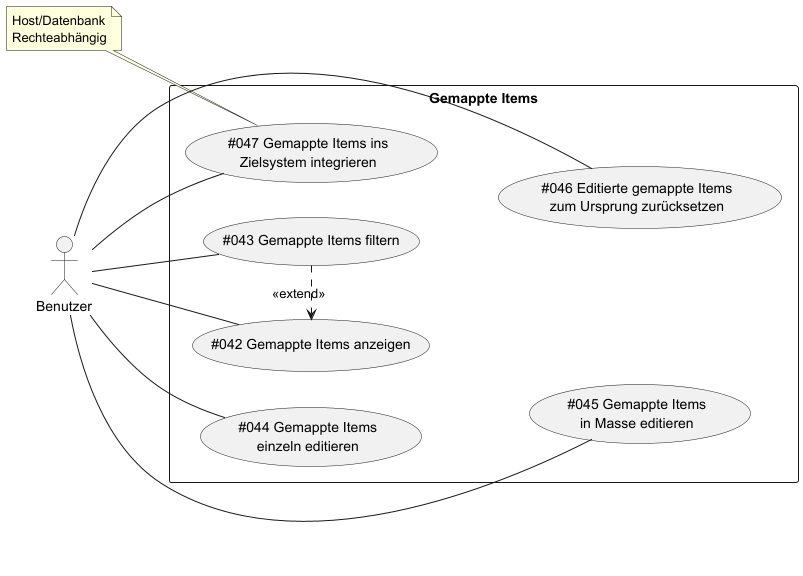 Host/Datenbank
Rechteabhängig
Gemappte Items
#047 Gemappte Items ins
Zielsystem integrieren
#046 Editierte gemappte Items
zum Ursprung zurücksetzen
#043 Gemappte Items filtern
«extend»
Benutzer
#042 Gemappte Items anzeigen
#045 Gemappte Items
in Masse editieren
#044 Gemappte Items
einzeln editieren